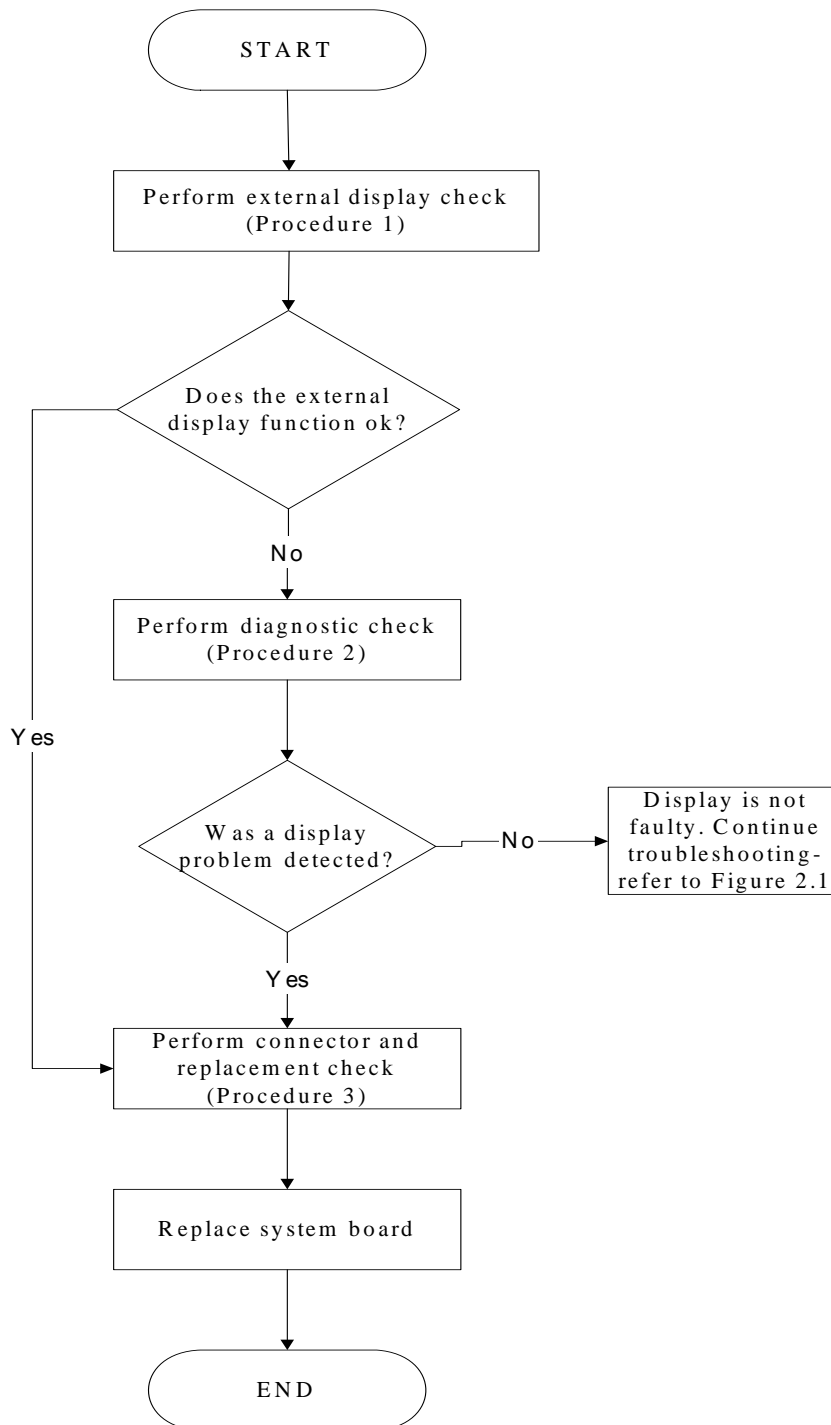 START
Perform external display check
(Procedure 1)
Does the external
display function ok?
No
Perform diagnostic check
(Procedure 2)
Yes
Was a display
problem detected?
No
Display is not
faulty. Continue
troubleshooting-
refer to Figure 2.1
Yes
Perform connector and
replacement check
(Procedure 3)
Replace system board
END